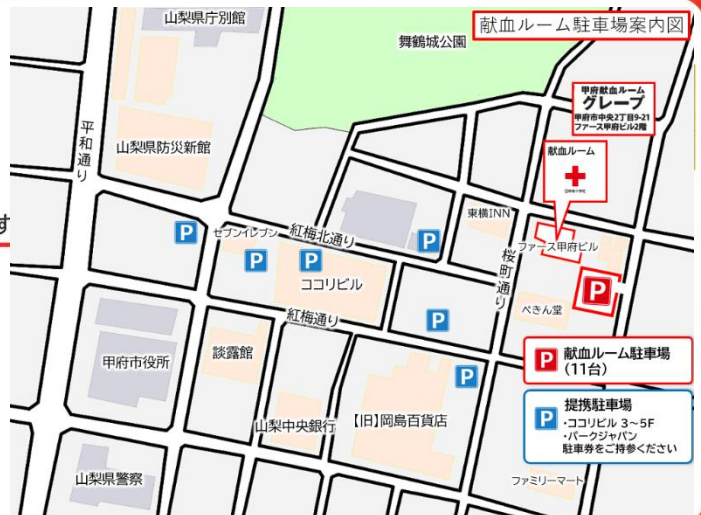 献血ルーム駐車場案内図
山梨県庁別館
舞鶴城公園
甲府献血ルーム
グレープ
甲府市中央2丁目9-21
ファース甲府ビル2階
平和通り
山梨県防災新館
献血ルーム
す
東横INN
セブンイレブン
紅梅北通り
ファース甲府ビル
P
P
P
P
桜町通り
ココリビル
P
ぺきん堂
紅梅通り
P
甲府市役所
談露館
P
P 献血ルーム駐車場
(11台)
山梨中央銀行
【旧】岡島百貨店
P 提携駐車場
・ココリビル 3~5F
・パークジャパン
駐車券をご持参ください
山梨県警察
ファミリーマート